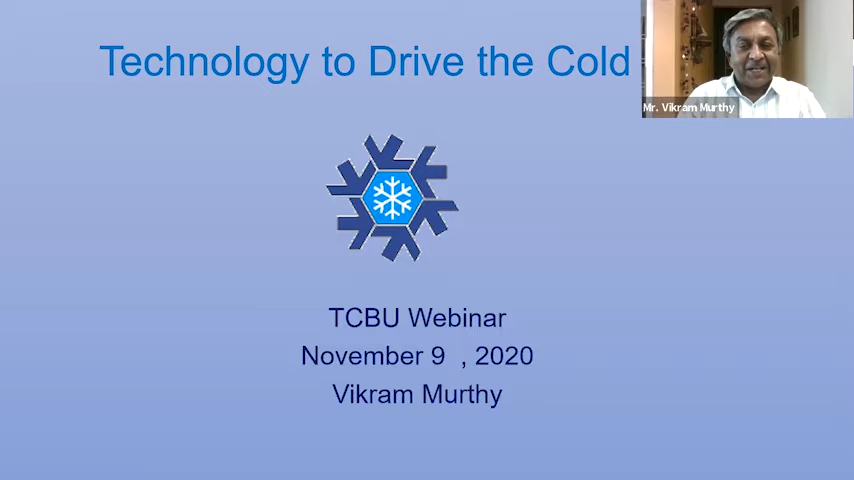 Technology to Drive the Cold
Mr. Vikram Murthy
TCBU Webinar
November 9 , 2020
Vikram Murthy